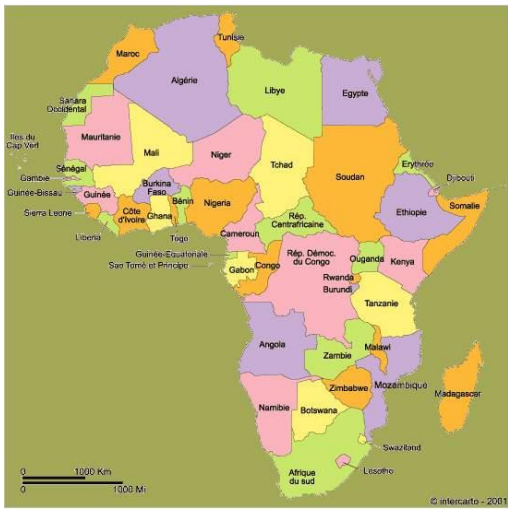 Maroc
Tunisie
Algérie
Libye
Egypte
Sahara
Occidental
Iles du
Cap Vert
Mauritanie
Mali
Niger
Tchad
Soudan
Erythrée
Djibouti
Sénégal
Gambie
Guinée-Bissau
Guinée
Sierra Leone
Liberia
Côte
d'Ivoire
Burkina
Faso
Ghana
Togo
Bénin
Nigeria
Cameroun
Rép.
Centrafricaine
Ethiopie
Somalie
Guinée-Equatoriale
Sao Tomé et Principe
Gabon
Congo
Rép. Démoc.
du Congo
Ouganda
Kenya
Rwanda
Burundi
Tanzanie
Angola
Zambie
Malawi
Mozambique
Zimbabwe
Madagascar
Namibie
Botswana
Swaziland
Lesotho
Afrique
du sud
0 1000 Km
0 1000 Mi
© intercarto - 2001